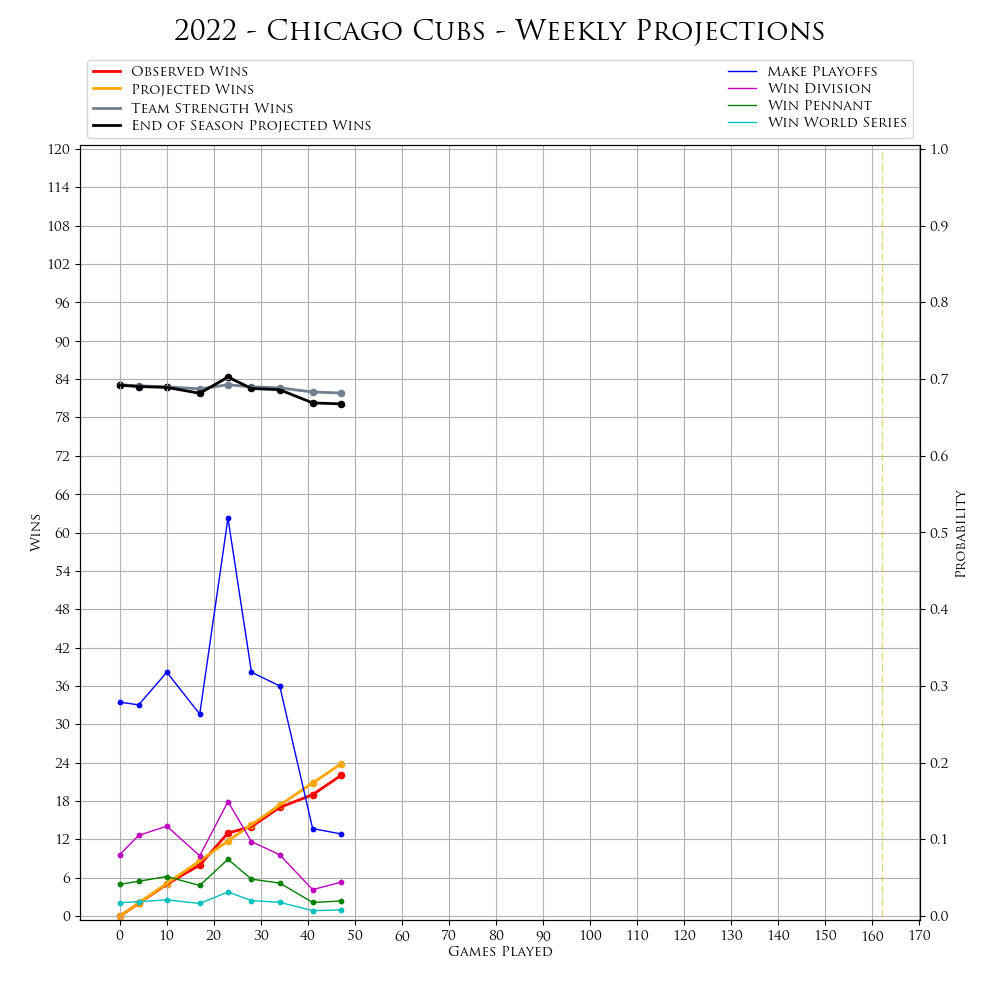 2022 - Chicago Cubs - Weekly Projections
Observed Wins
Projected Wins
Team Strength Wins
End of Season Projected Wins
Make Playoffs
Win Division
Win Pennant
Win World Series
120
114
108
102
96
90
84
78
72
66
60
54
48
42
36
30
24
18
12
6
0
Wins
1.0
0.9
0.8
0.7
0.6
0.5
0.4
0.3
0.2
0.1
0.0
Probability
0 10 20 30 40 50 60 70 80 90 100 110 120 130 140 150 160 170
Games Played